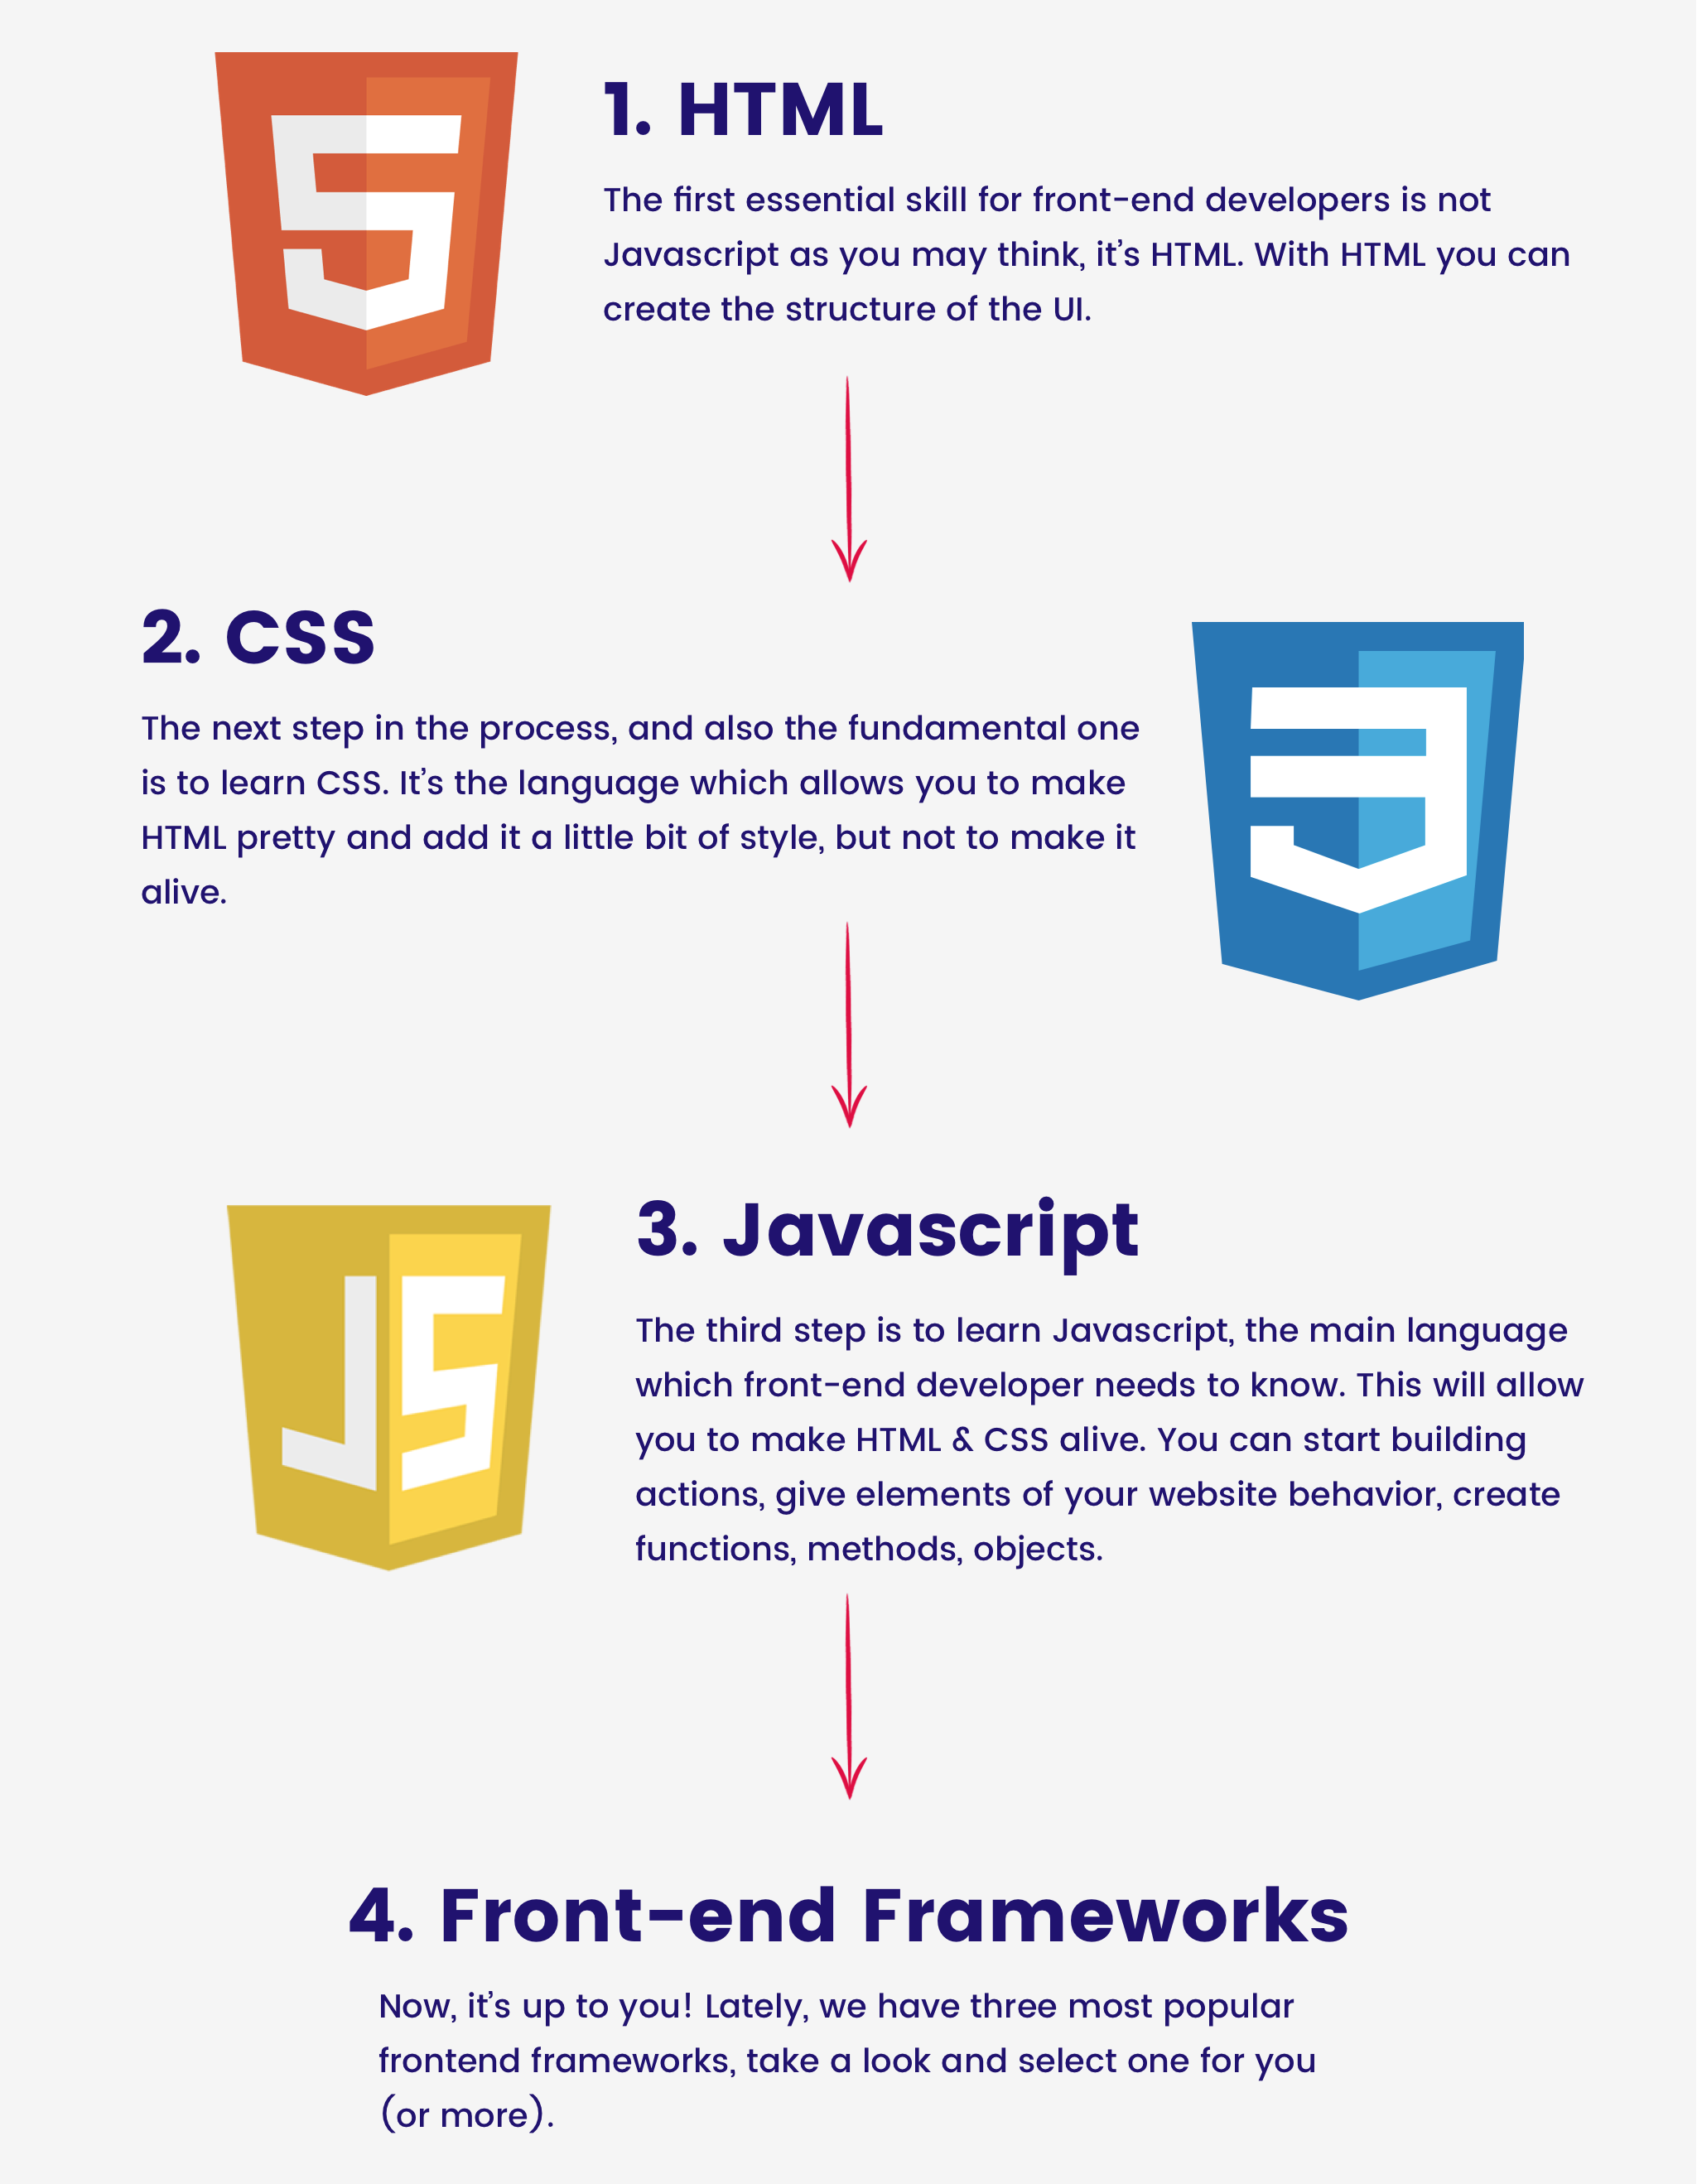 5
1. HTML
The first essential skill for front-end developers is not
Javascript as you may think, it’s HTML. With HTML you can
create the structure of the UI.
2. CSS
The next step in the process, and also the fundamental one
is to learn CSS. It’s the language which allows you to make
HTML pretty and add it a little bit of style, but not to make it
alive.
3
JS
3. Javascript
The third step is to learn Javascript, the main language
which front-end developer needs to know. This will allow
you to make HTML & CSS alive. You can start building
actions, give elements of your website behavior, create
functions, methods, objects.
4. Front-end Frameworks
Now, it’s up to you! Lately, we have three most popular
frontend frameworks, take a look and select one for you
(or more).